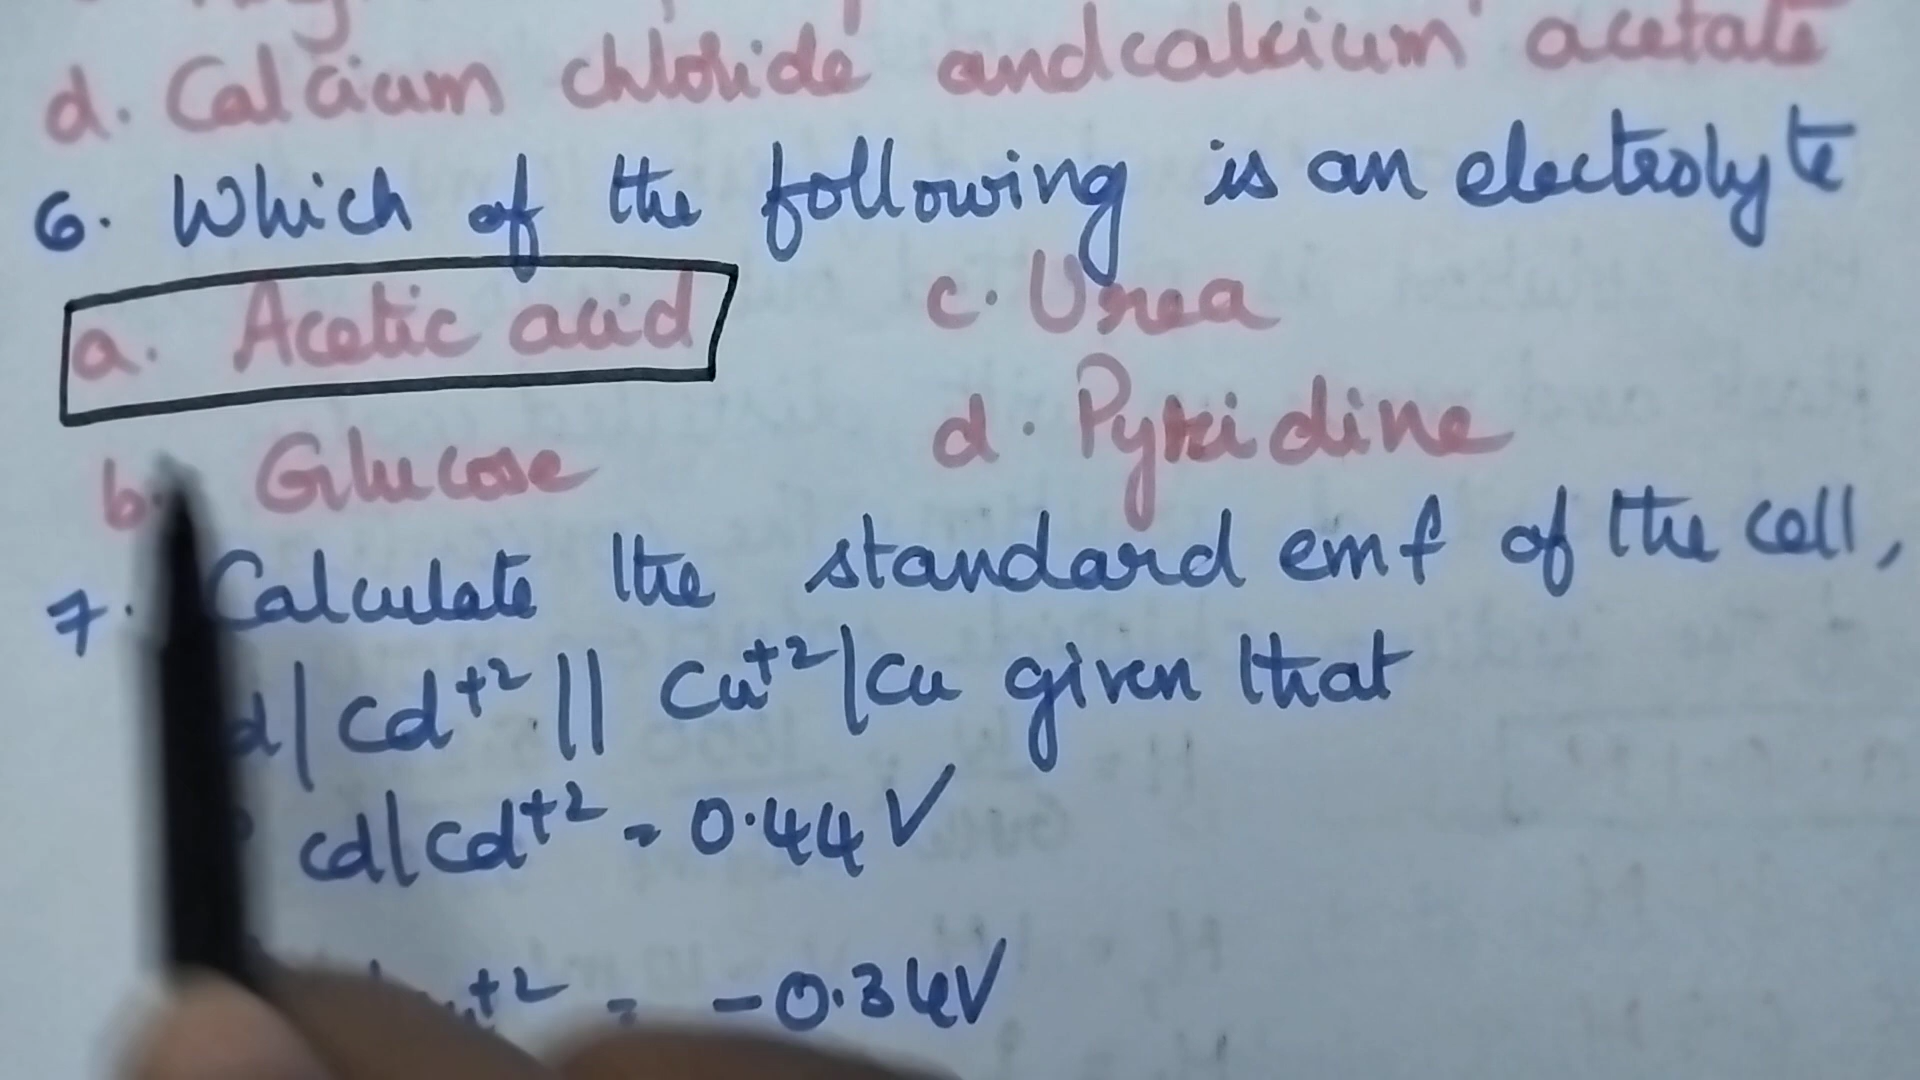 d. Calcium chloride and calcium acetate
6. Which of the following is an electrolyte
a. Acetic acid c. Urea
b. Glucose d. Pyridine
7. Calculate the standard emf of the cell,
d|Cd+2 || Cu+2|Cu given that
cd|cd+2 = 0.44V
+2 = -0.34V